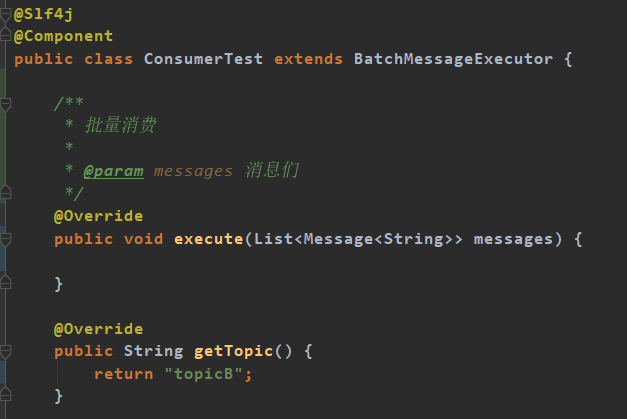 @Slf4j
@Component
public class ConsumerTest extends BatchMessageExecutor {
/**
* 批量消费
*
* @param messages 消息们
*/
@Override
public void execute(List<Message<String>> messages) {
}
@Override
public String getTopic() {
return "topicB";
}